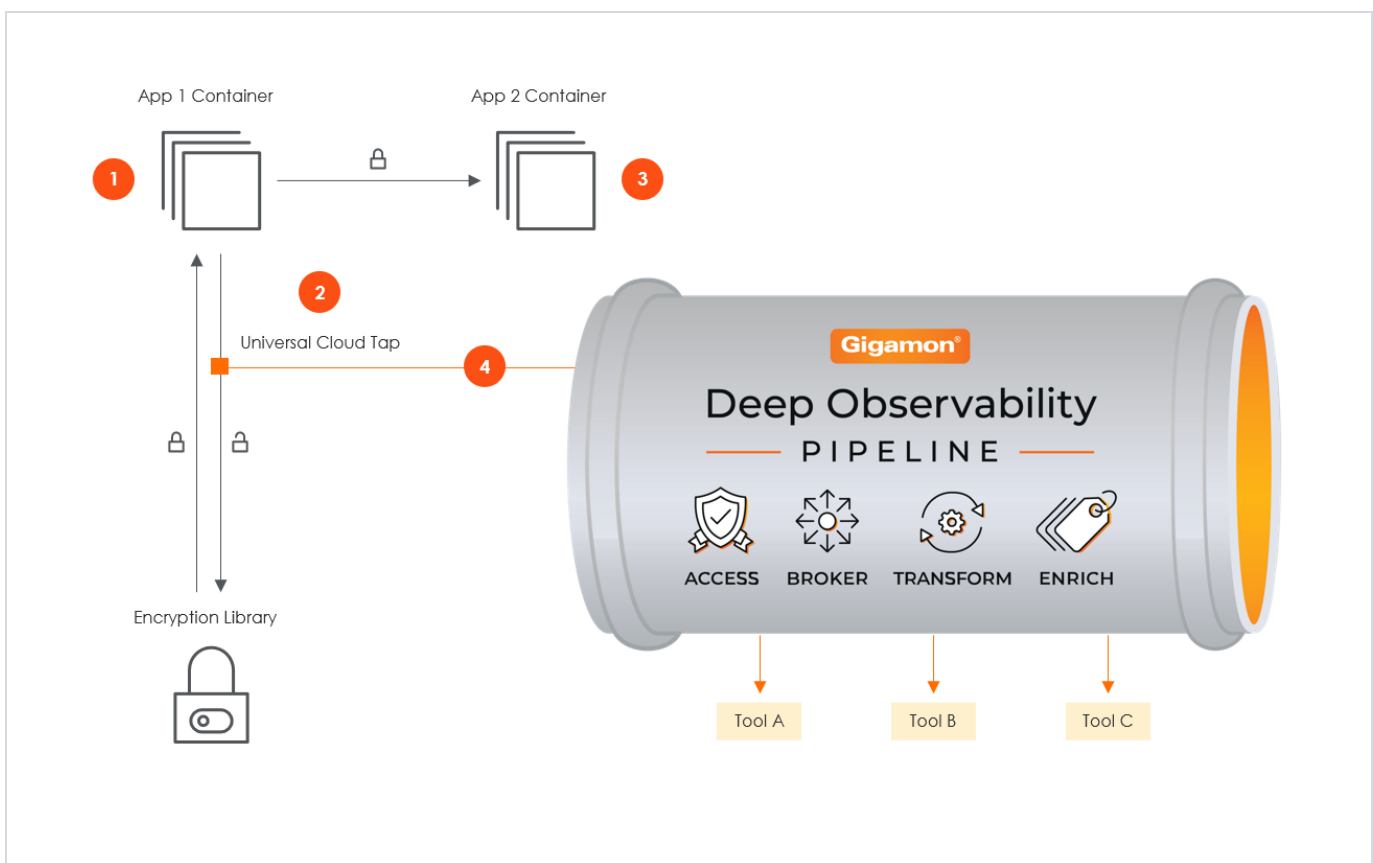 App 1 Container
App 2 Container
1
3
2
Universal Cloud Tap
4
Gigamon®
Deep Observability
PIPELINE
ACCESS
BROKER
TRANSFORM
ENRICH
Encryption Library
Tool A
Tool B
Tool C